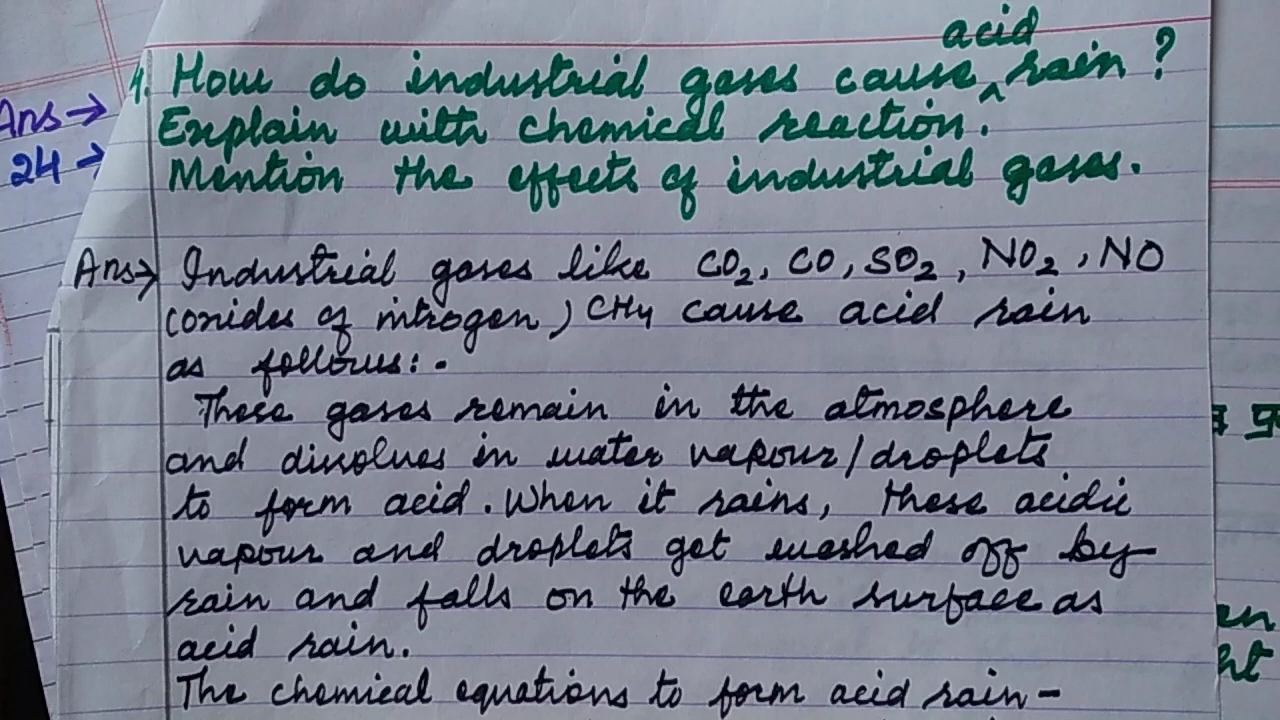 Ans →
24 →
1. How do industrial gases cause ^ acid rain ?
Explain with chemical reaction.
Mention the effects of industrial gases.
Ans→ Industrial gases like CO2, CO, SO2, NO2, NO
(oxides of nitrogen) CH4 cause acid rain
as follows: -
These gases remain in the atmosphere
and dissolves in water vapour/droplets
to form acid. When it rains, these acidic
vapour and droplets get washed off by
rain and falls on the earth surface as
acid rain.
The chemical equations to form acid rain-